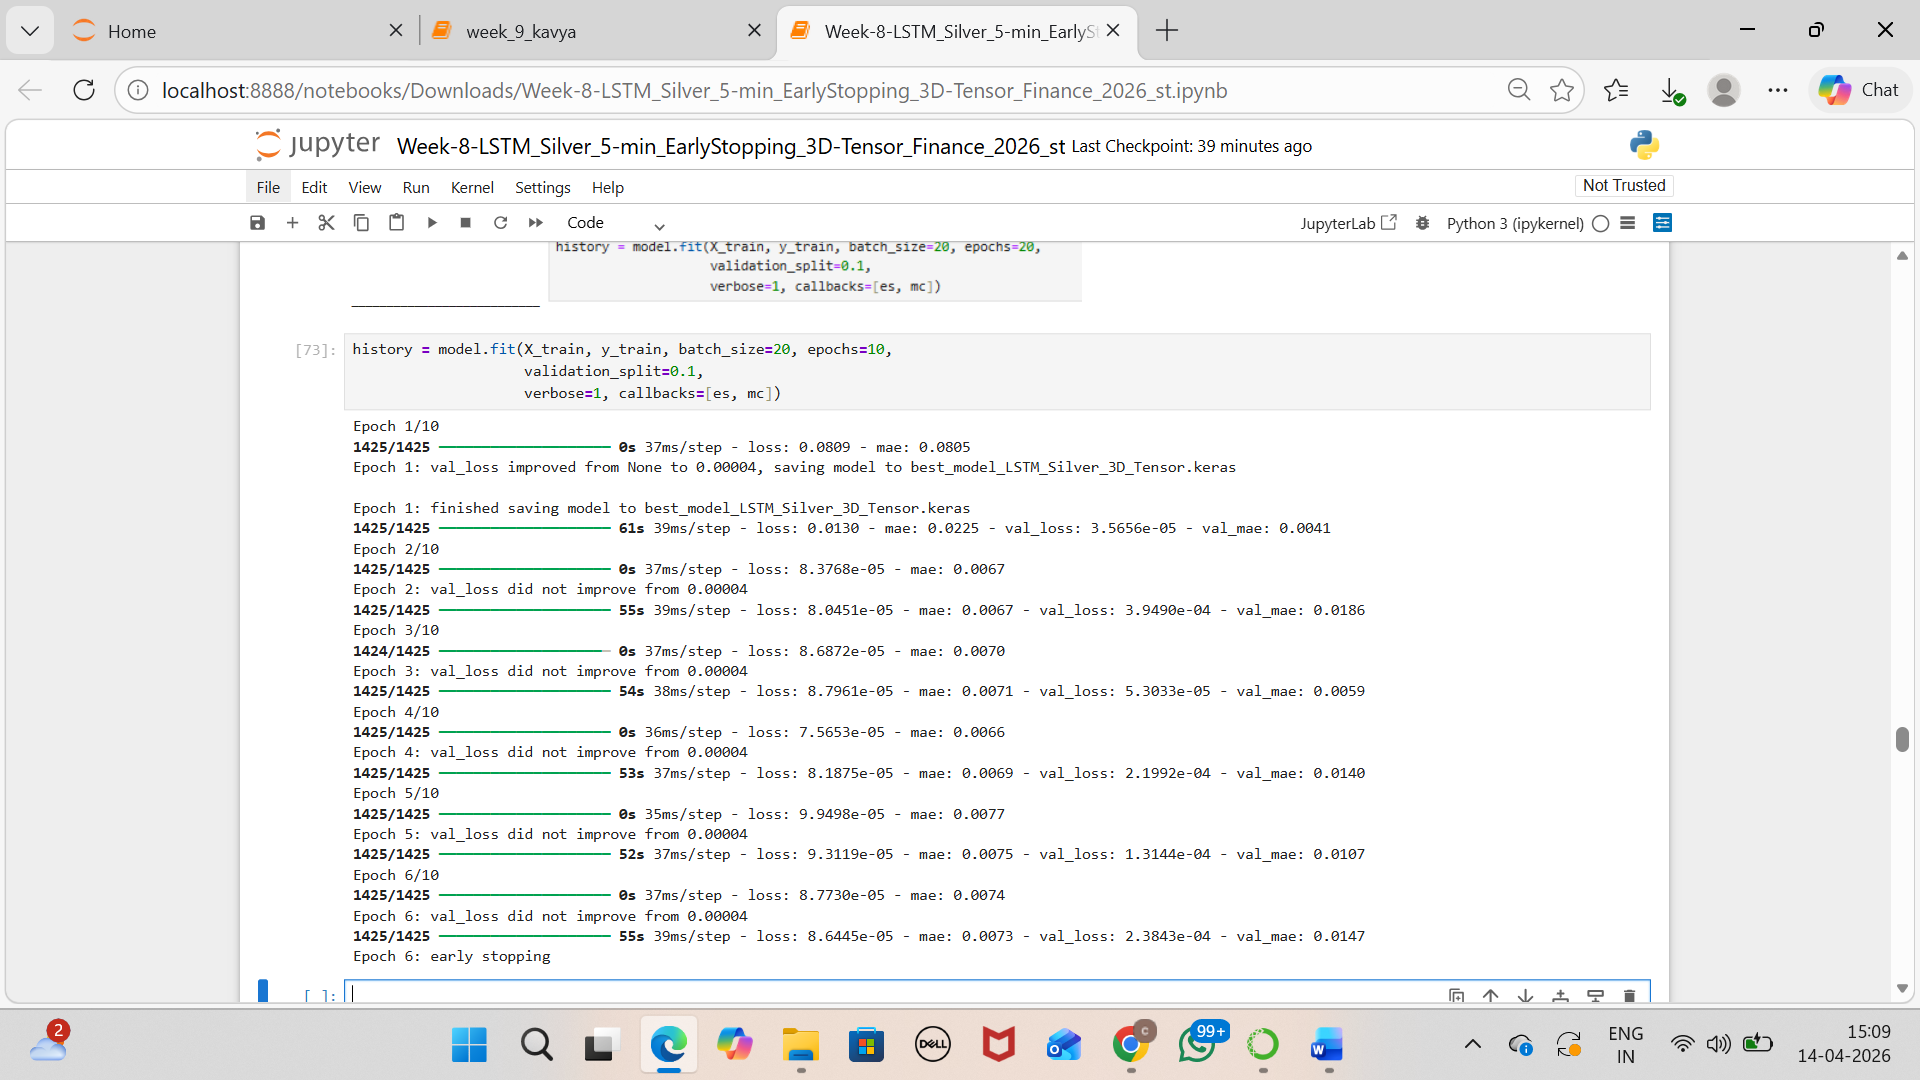 Home
week_9_kavya
Week-8-LSTM_Silver_5-min_EarlySt
localhost:8888/notebooks/Downloads/Week-8-LSTM_Silver_5-min_EarlyStopping_3D-Tensor_Finance_2026_st.ipynb
Chat
jupyter Week-8-LSTM_Silver_5-min_EarlyStopping_3D-Tensor_Finance_2026_st Last Checkpoint: 39 minutes ago
File Edit View Run Kernel Settings Help
Not Trusted
Code
JupyterLab
Python 3 (ipykernel)
history = model.fit(X_train, y_train, batch_size=20, epochs=20,
validation_split=0.1,
verbose=1, callbacks=[es, mc])
[73]: history = model.fit(X_train, y_train, batch_size=20, epochs=10,
validation_split=0.1,
verbose=1, callbacks=[es, mc])
Epoch 1/10
1425/1425 ━━━━━━━━━━━━━━━━━━━━ 0s 37ms/step - loss: 0.0809 - mae: 0.0805
Epoch 1: val_loss improved from None to 0.00004, saving model to best_model_LSTM_Silver_3D_Tensor.keras
Epoch 1: finished saving model to best_model_LSTM_Silver_3D_Tensor.keras
1425/1425 ━━━━━━━━━━━━━━━━━━━━ 61s 39ms/step - loss: 0.0130 - mae: 0.0225 - val_loss: 3.5656e-05 - val_mae: 0.0041
Epoch 2/10
1425/1425 ━━━━━━━━━━━━━━━━━━━━ 0s 37ms/step - loss: 8.3768e-05 - mae: 0.0067
Epoch 2: val_loss did not improve from 0.00004
1425/1425 ━━━━━━━━━━━━━━━━━━━━ 55s 39ms/step - loss: 8.0451e-05 - mae: 0.0067 - val_loss: 3.9490e-04 - val_mae: 0.0186
Epoch 3/10
1424/1425 ━━━━━━━━━━━━━━━━━━━━ 0s 37ms/step - loss: 8.6872e-05 - mae: 0.0070
Epoch 3: val_loss did not improve from 0.00004
1425/1425 ━━━━━━━━━━━━━━━━━━━━ 54s 38ms/step - loss: 8.7961e-05 - mae: 0.0071 - val_loss: 5.3033e-05 - val_mae: 0.0059
Epoch 4/10
1425/1425 ━━━━━━━━━━━━━━━━━━━━ 0s 36ms/step - loss: 7.5653e-05 - mae: 0.0066
Epoch 4: val_loss did not improve from 0.00004
1425/1425 ━━━━━━━━━━━━━━━━━━━━ 53s 37ms/step - loss: 8.1875e-05 - mae: 0.0069 - val_loss: 2.1992e-04 - val_mae: 0.0140
Epoch 5/10
1425/1425 ━━━━━━━━━━━━━━━━━━━━ 0s 35ms/step - loss: 9.9498e-05 - mae: 0.0077
Epoch 5: val_loss did not improve from 0.00004
1425/1425 ━━━━━━━━━━━━━━━━━━━━ 52s 37ms/step - loss: 9.3119e-05 - mae: 0.0075 - val_loss: 1.3144e-04 - val_mae: 0.0107
Epoch 6/10
1425/1425 ━━━━━━━━━━━━━━━━━━━━ 0s 37ms/step - loss: 8.7730e-05 - mae: 0.0074
Epoch 6: val_loss did not improve from 0.00004
1425/1425 ━━━━━━━━━━━━━━━━━━━━ 55s 39ms/step - loss: 8.6445e-05 - mae: 0.0073 - val_loss: 2.3843e-04 - val_mae: 0.0147
Epoch 6: early stopping
[ ]:
2
DELL
C
99+
W
ENG
IN
15:09
14-04-2026